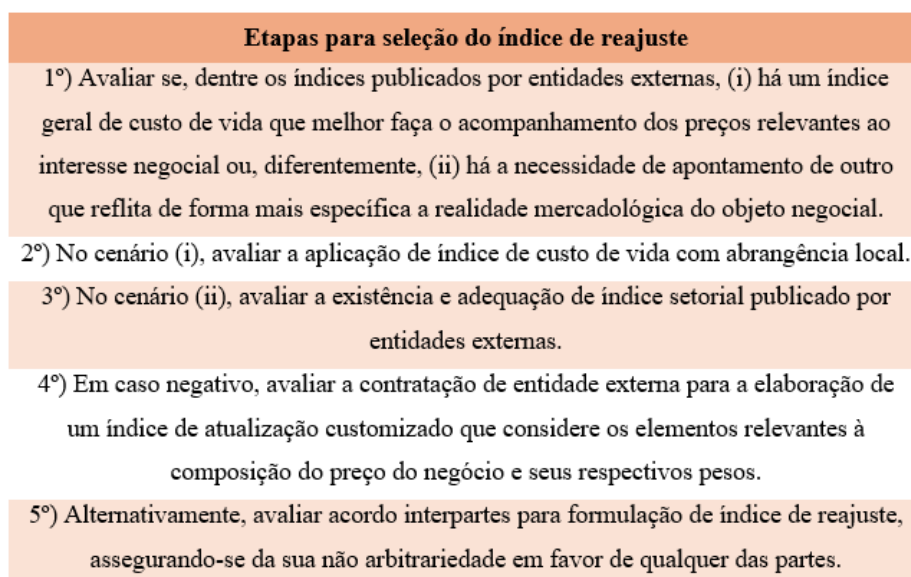 Etapas para seleção do índice de reajuste
1º) Avaliar se, dentre os índices publicados por entidades externas, (i) há um índice
geral de custo de vida que melhor faça o acompanhamento dos preços relevantes ao
interesse negocial ou, diferentemente, (ii) há a necessidade de apontamento de outro
que reflita de forma mais específica a realidade mercadológica do objeto negocial.
2º) No cenário (i), avaliar a aplicação de índice de custo de vida com abrangência local.
3º) No cenário (ii), avaliar a existência e adequação de índice setorial publicado por
entidades externas.
4º) Em caso negativo, avaliar a contratação de entidade externa para a elaboração de
um índice de atualização customizado que considere os elementos relevantes à
composição do preço do negócio e seus respectivos pesos.
5º) Alternativamente, avaliar acordo interpartes para formulação de índice de reajuste,
assegurando-se da sua não arbitrariedade em favor de qualquer das partes.